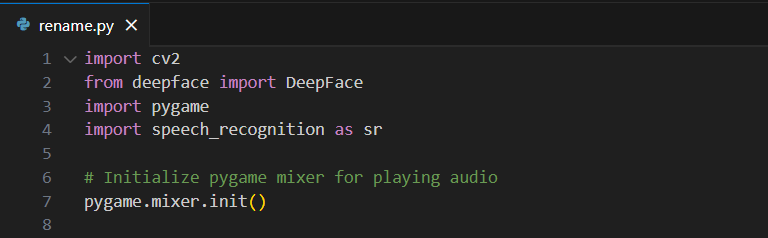 rename.py
1 import cv2
2 from deepface import DeepFace
3 import pygame
4 import speech_recognition as sr
5
6 # Initialize pygame mixer for playing audio
7 pygame.mixer.init()
8